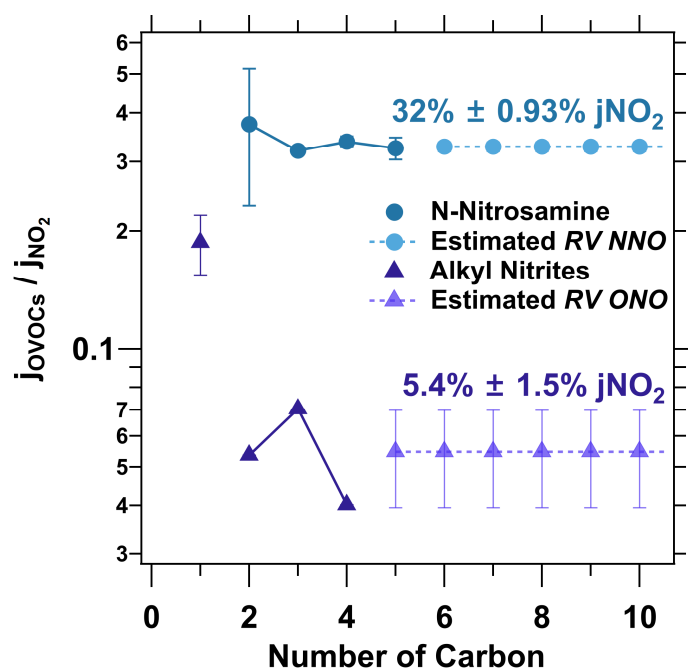 6
5
4
3
2
0.1
7
6
5
4
3
j_OVOCs / j_NO₂
32% ± 0.93% jNO₂
N-Nitrosamine
Estimated RV NNO
Alkyl Nitrites
Estimated RV ONO
5.4% ± 1.5% jNO₂
0 2 4 6 8 10
Number of Carbon